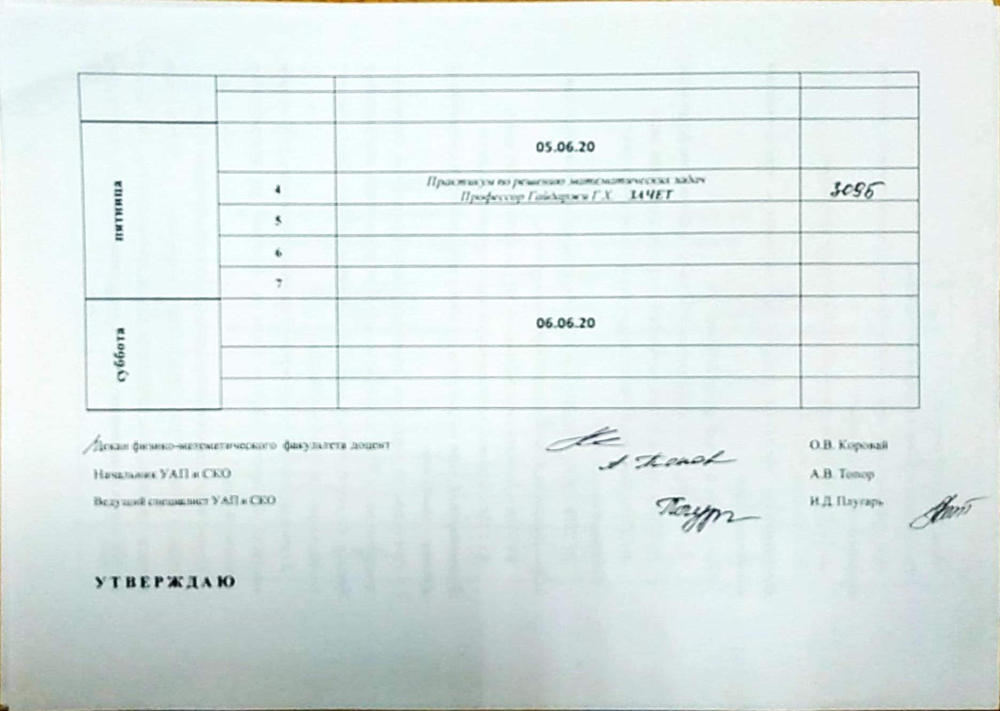 пятница
05.06.20
4
Практикум по решению математических задач
Профессор Гайдаржи Г.Х. ЗАЧЕТ
309Б
5
6
7
суббота
06.06.20
Декан физико-математического факультета доцент
О.В. Коровай
Начальник УАП и СКО
А.В. Топор
Ведущий специалист УАП и СКО
И.Д. Плугарь
УТВЕРЖДАЮ